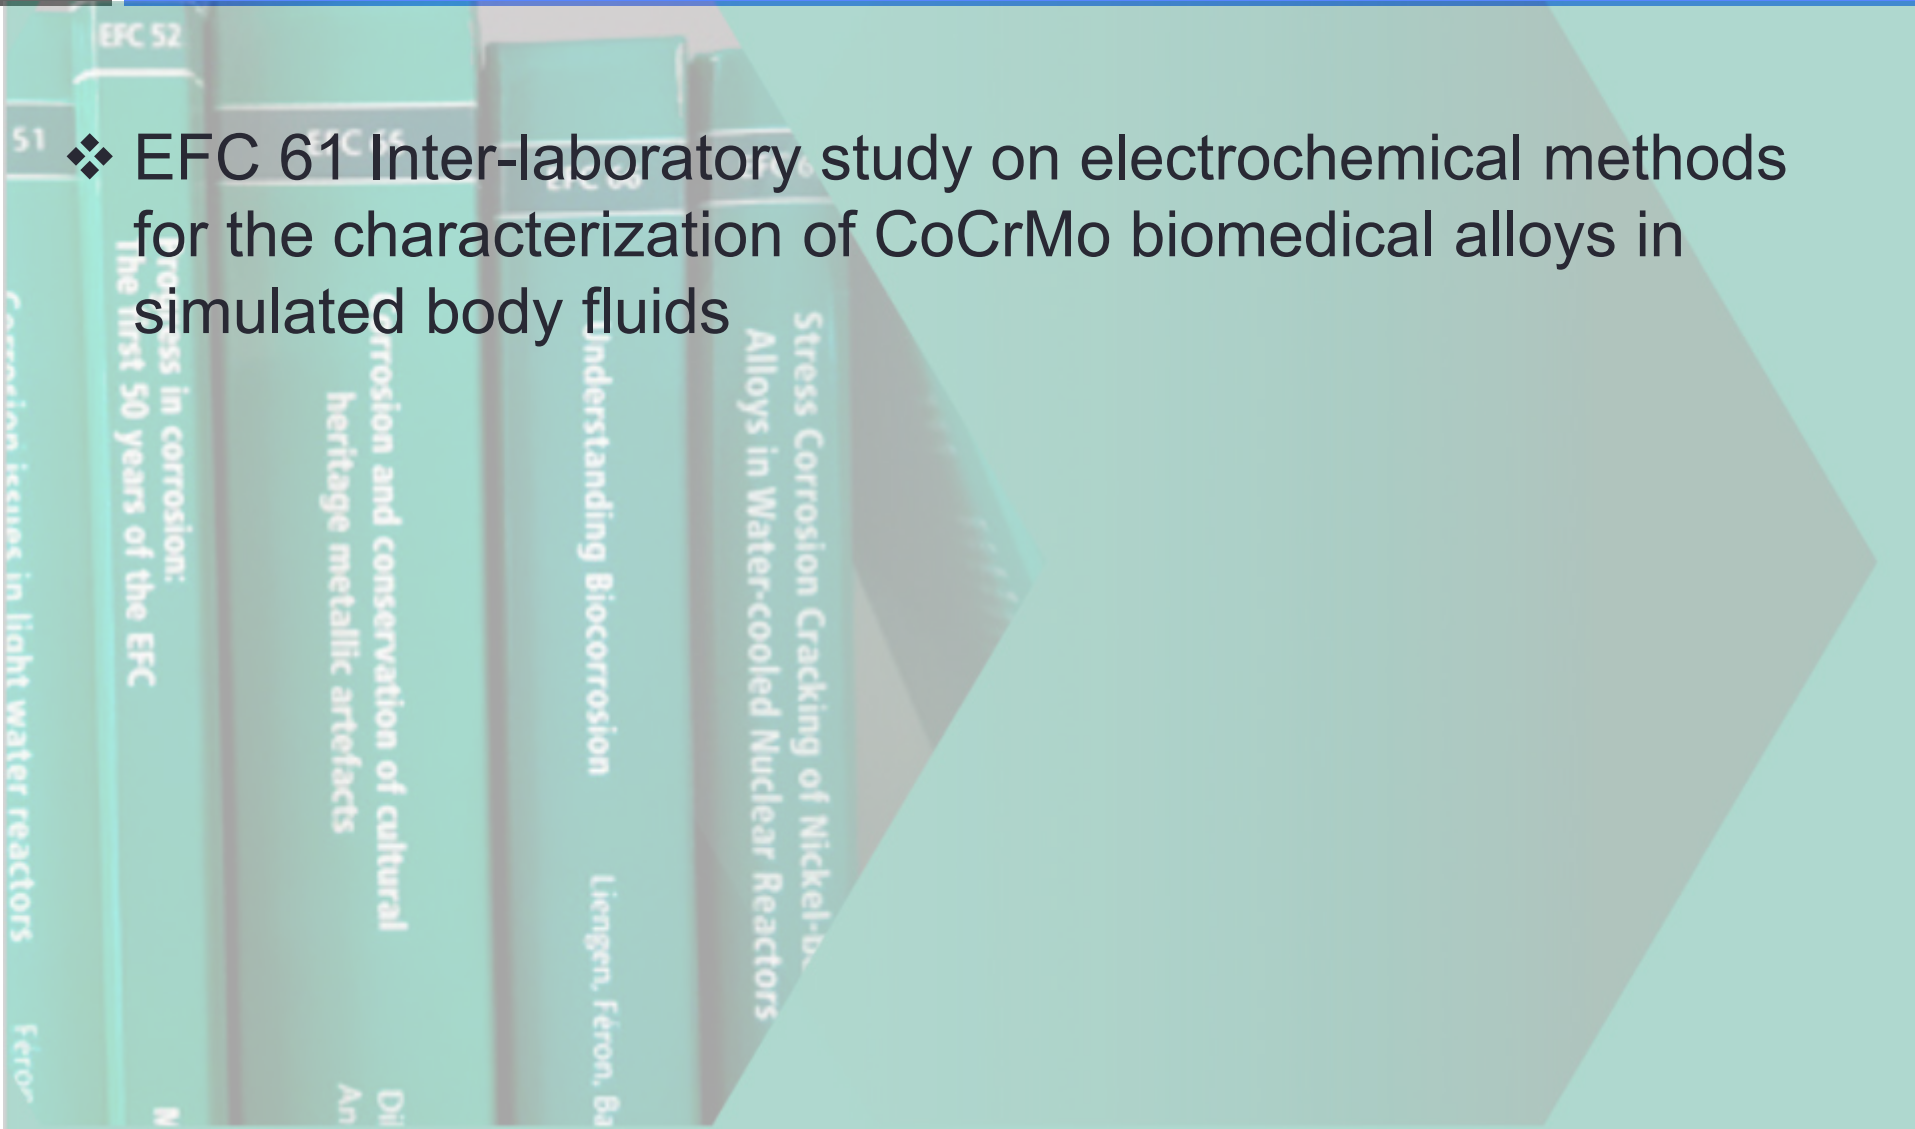 ❖ EFC 61 Inter-laboratory study on electrochemical methods
for the characterization of CoCrMo biomedical alloys in
simulated body fluids
51
Corrosion issues in light water reactors
EFC 52
Progress in corrosion:
The first 50 years of the EFC
Corrosion and conservation of cultural
heritage metallic artefacts
EFC 66
Understanding Biocorrosion
Liengen, Féron,
Stress Corrosion Cracking of
Alloys in Water-cooled Nuclear Reactors